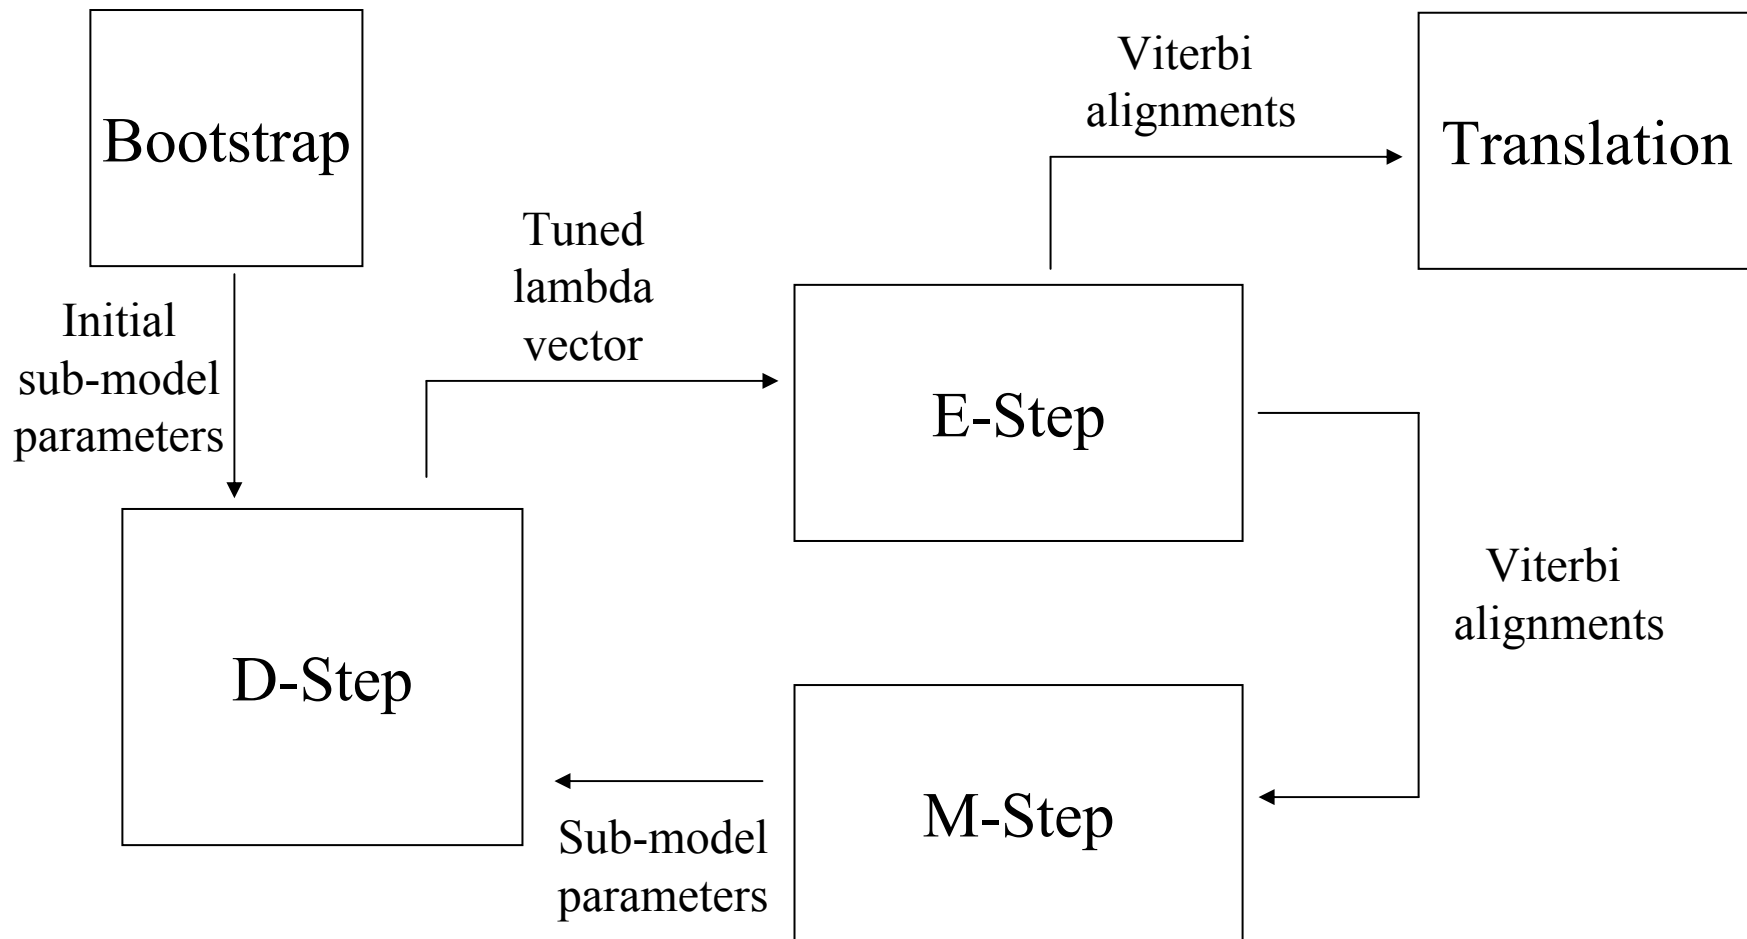 Bootstrap
Viterbi
alignments
Translation
Tuned
lambda
vector
Initial
sub-model
parameters
E-Step
Viterbi
alignments
D-Step
M-Step
Sub-model
parameters